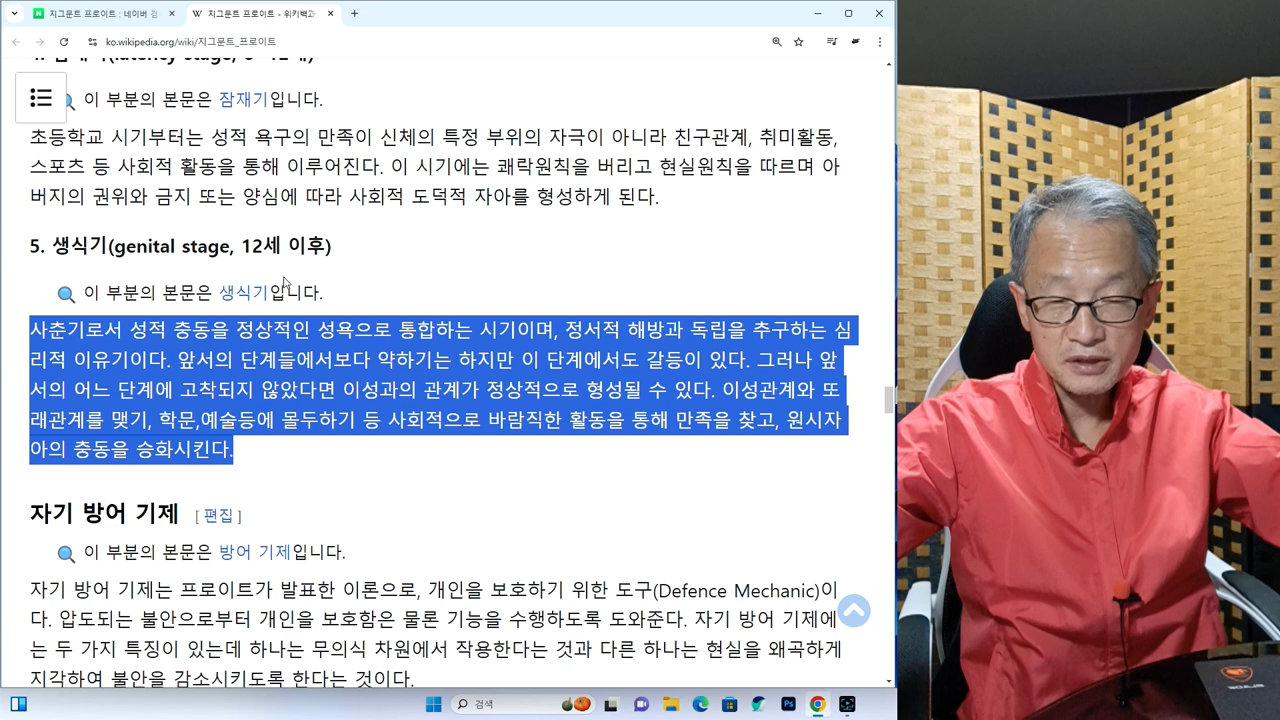 지그문트 프로이트 : 네이버 검
지그문트 프로이트 - 위키백과
ko.wikipedia.org/wiki/지그문트_프로이트
(latency stage,
이 부분의 본문은 잠재기입니다.
초등학교 시기부터는 성적 욕구의 만족이 신체의 특정 부위의 자극이 아니라 친구관계, 취미활동,
스포츠 등 사회적 활동을 통해 이루어진다. 이 시기에는 쾌락원칙을 버리고 현실원칙을 따르며 아
버지의 권위와 금지 또는 양심에 따라 사회적 도덕적 자아를 형성하게 된다.
5. 생식기(genital stage, 12세 이후)
이 부분의 본문은 생식기입니다.
사춘기로서 성적 충동을 정상적인 성욕으로 통합하는 시기이며, 정서적 해방과 독립을 추구하는 심
리적 이유기이다. 앞서의 단계들에서보다 약하기는 하지만 이 단계에서도 갈등이 있다. 그러나 앞
서의 어느 단계에 고착되지 않았다면 이성과의 관계가 정상적으로 형성될 수 있다. 이성관계와 또
래관계를 맺기, 학문,예술등에 몰두하기 등 사회적으로 바람직한 활동을 통해 만족을 찾고, 원시자
아의 충동을 승화시킨다.
자기 방어 기제 [ 편집 ]
이 부분의 본문은 방어 기제입니다.
자기 방어 기제는 프로이트가 발표한 이론으로, 개인을 보호하기 위한 도구(Defence Mechanic)이
다. 압도되는 불안으로부터 개인을 보호함은 물론 기능을 수행하도록 도와준다. 자기 방어 기제에
는 두 가지 특징이 있는데 하나는 무의식 차원에서 작용한다는 것과 다른 하나는 현실을 왜곡하게
지각하여 불안을 감소시키도록 한다는 것이다.
검색